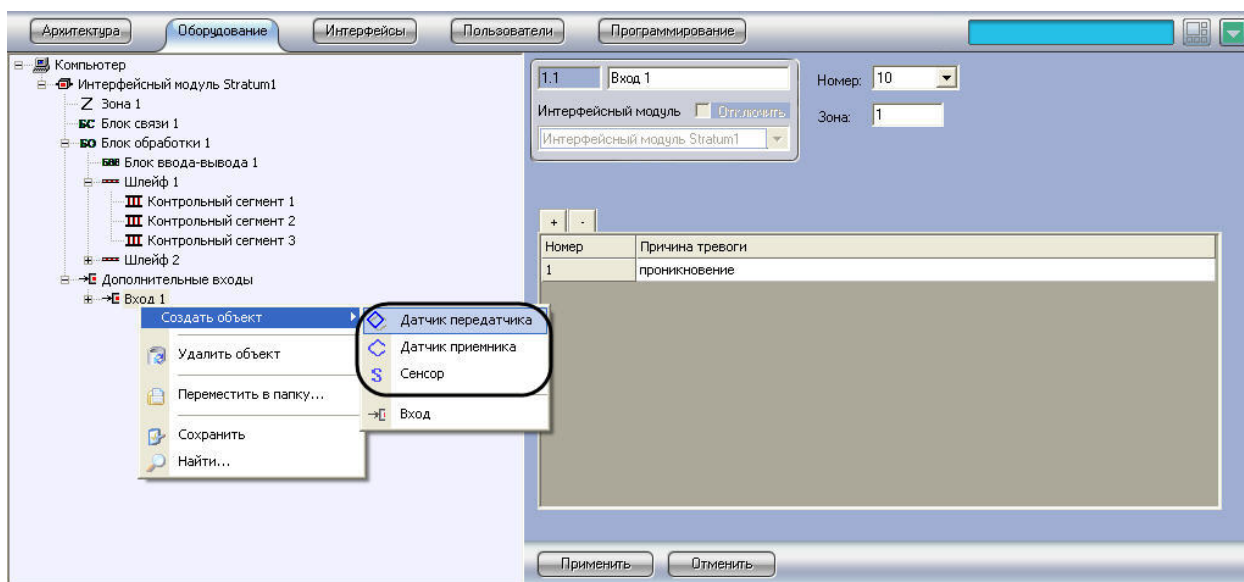 Архитектура Оборудование Интерфейсы Пользователи Программирование
Компьютер
Интерфейсный модуль Stratum1
Z Зона 1
БС Блок связи 1
БО Блок обработки 1
БВВ Блок ввода-вывода 1
Шлейф 1
Контрольный сегмент 1
Контрольный сегмент 2
Контрольный сегмент 3
Шлейф 2
Дополнительные входы
Вход 1
Создать объект
Удалить объект
Переместить в папку...
Сохранить
Найти...
Датчик передатчика
Датчик приемника
S Сенсор
Вход
1.1 Вход 1
Интерфейсный модуль Отключить
Интерфейсный модуль Stratum1
Номер: 10
Зона: 1
+ -
Номер Причина тревоги
1 проникновение
Применить Отменить